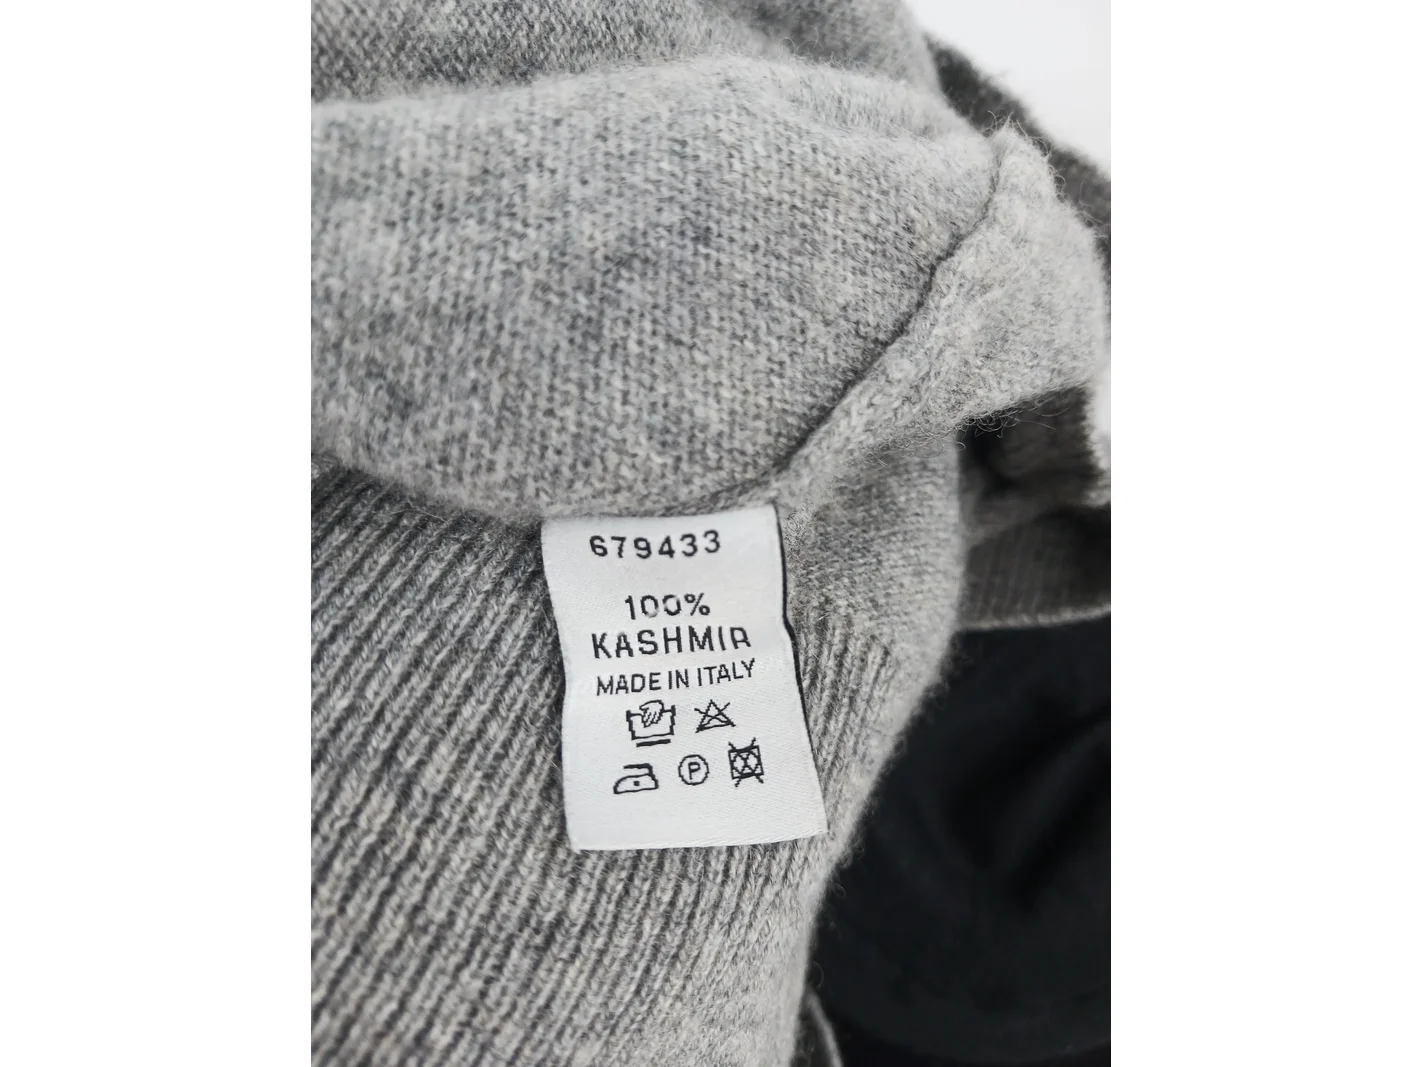 679433
100%
KASHMIR
MADE IN ITALY
P